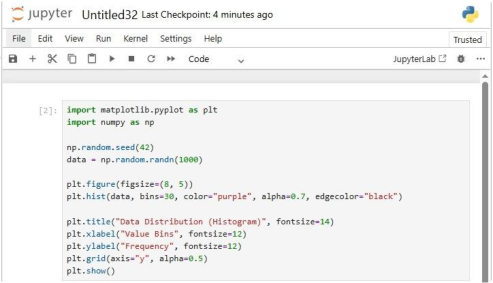 jupyter Untitled32 Last Checkpoint: 4 minutes ago
File Edit View Run Kernel Settings Help Trusted
Code JupyterLab
[2]: import matplotlib.pyplot as plt
import numpy as np
np.random.seed(42)
data = np.random.randn(1000)
plt.figure(figsize=(8, 5))
plt.hist(data, bins=30, color="purple", alpha=0.7, edgecolor="black")
plt.title("Data Distribution (Histogram)", fontsize=14)
plt.xlabel("Value Bins", fontsize=12)
plt.ylabel("Frequency", fontsize=12)
plt.grid(axis="y", alpha=0.5)
plt.show()